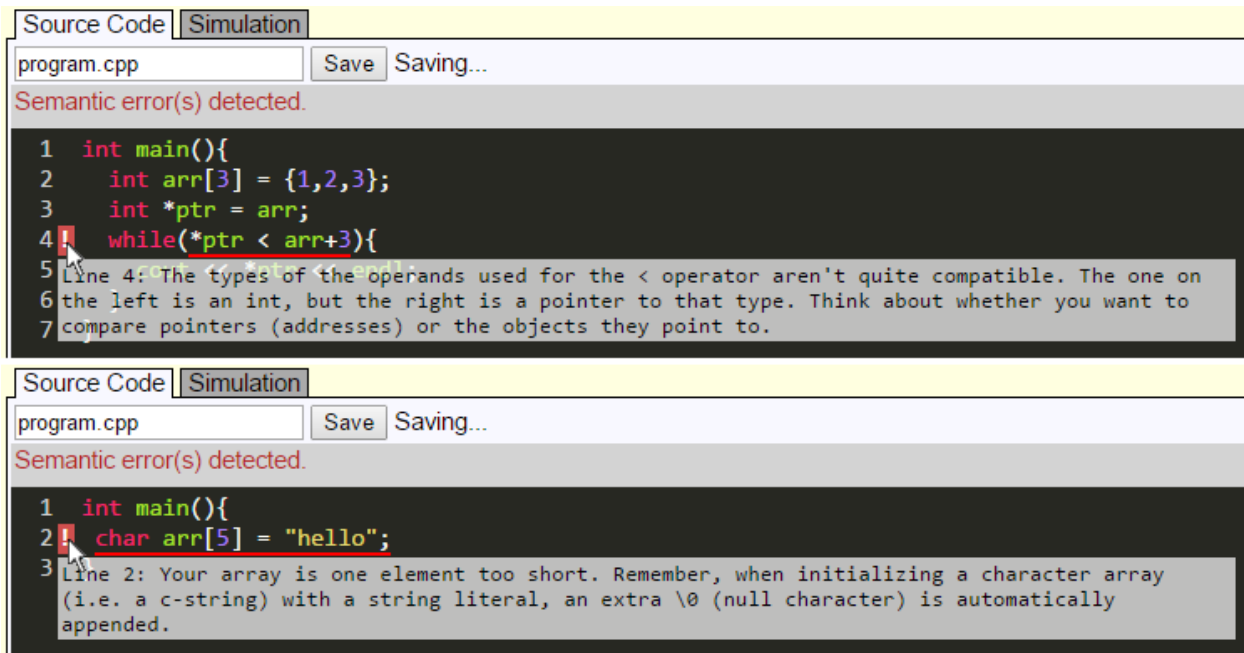 Source Code Simulation
program.cpp Save Saving...
Semantic error(s) detected.
1 int main(){
2 int arr[3] = {1,2,3};
3 int *ptr = arr;
4 ! while(*ptr < arr+3){
5 cout << *ptr << endl;
Line 4: The types of the operands used for the < operator aren't quite compatible. The one on
6 the left is an int, but the right is a pointer to that type. Think about whether you want to
7 compare pointers (addresses) or the objects they point to.
Source Code Simulation
program.cpp Save Saving...
Semantic error(s) detected.
1 int main(){
2 ! char arr[5] = "hello";
3 Line 2: Your array is one element too short. Remember, when initializing a character array
(i.e. a c-string) with a string literal, an extra \0 (null character) is automatically
appended.